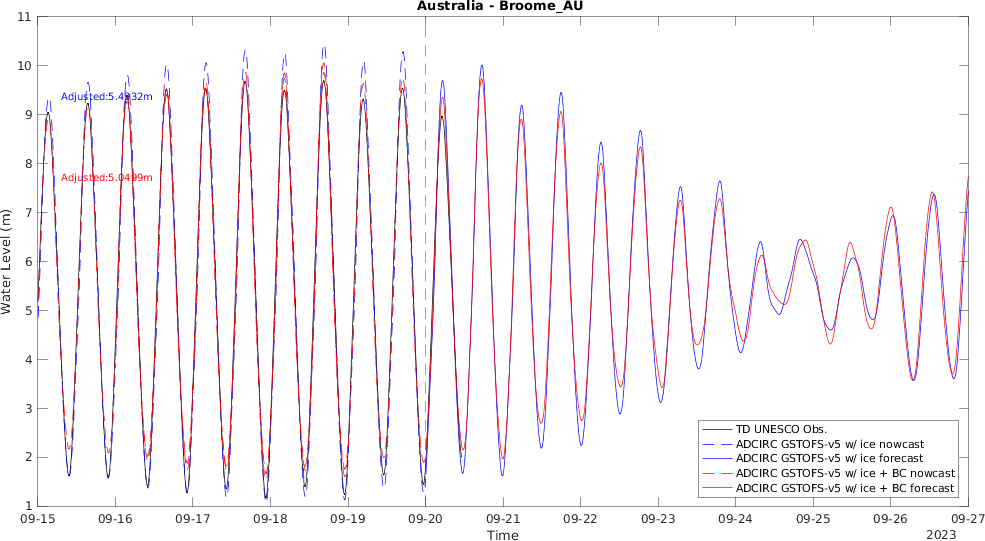 Australia - Broome_AU
11
10
9
8
7
6
5
4
3
2
1
Water Level (m)
Adjusted:5.4932m
Adjusted:5.0499m
TD UNESCO Obs.
ADCIRC GSTOFS-v5 w/ ice nowcast
ADCIRC GSTOFS-v5 w/ ice forecast
ADCIRC GSTOFS-v5 w/ ice + BC nowcast
ADCIRC GSTOFS-v5 w/ ice + BC forecast
09-15 09-16 09-17 09-18 09-19 09-20 09-21 09-22 09-23 09-24 09-25 09-26 09-27
Time
2023